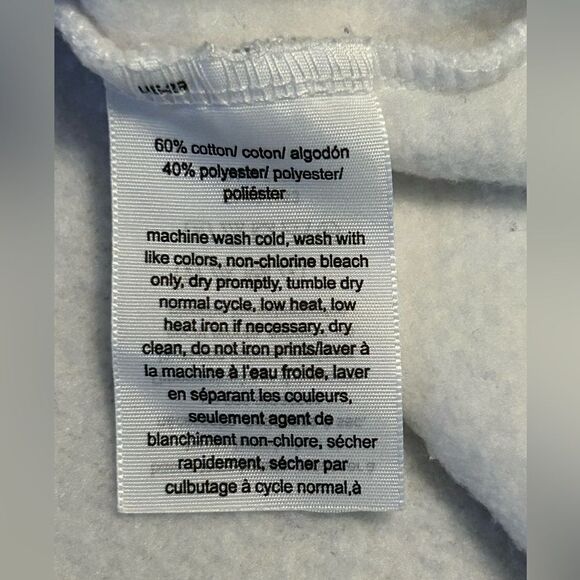 60% cotton/ coton/ algodón
40% polyester/ polyester/
poliéster
machine wash cold, wash with
like colors, non-chlorine bleach
only, dry promptly, tumble dry
normal cycle, low heat, low
heat iron if necessary, dry
clean, do not iron prints/laver à
la machine à l'eau froide, laver
en séparant les couleurs,
seulement agent de
blanchiment non-chlore, sécher
rapidement, sécher par
culbutage à cycle normal,à